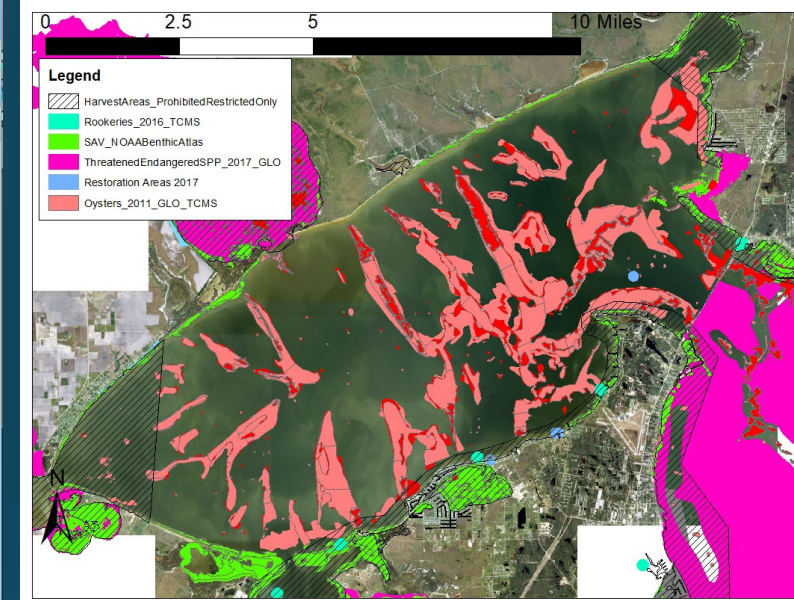 0 2.5 5 10 Miles
Legend
HarvestAreas_ProhibitedRestrictedOnly
Rookeries_2016_TCMS
SAV_NOAABenthicAtlas
ThreatenedEndangeredSPP_2017_GLO
Restoration Areas 2017
Oysters_2011_GLO_TCMS
N